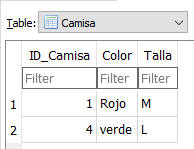 Table: Camisa
ID_Camisa Color Talla
Filter Filter Filter
1 1 Rojo M
2 4 verde L